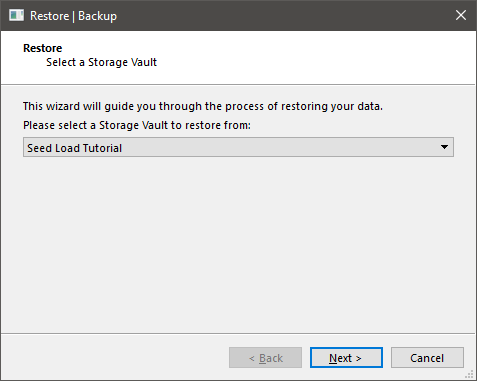 Restore | Backup
Restore
Select a Storage Vault
This wizard will guide you through the process of restoring your data.
Please select a Storage Vault to restore from:
Seed Load Tutorial
< Back Next > Cancel